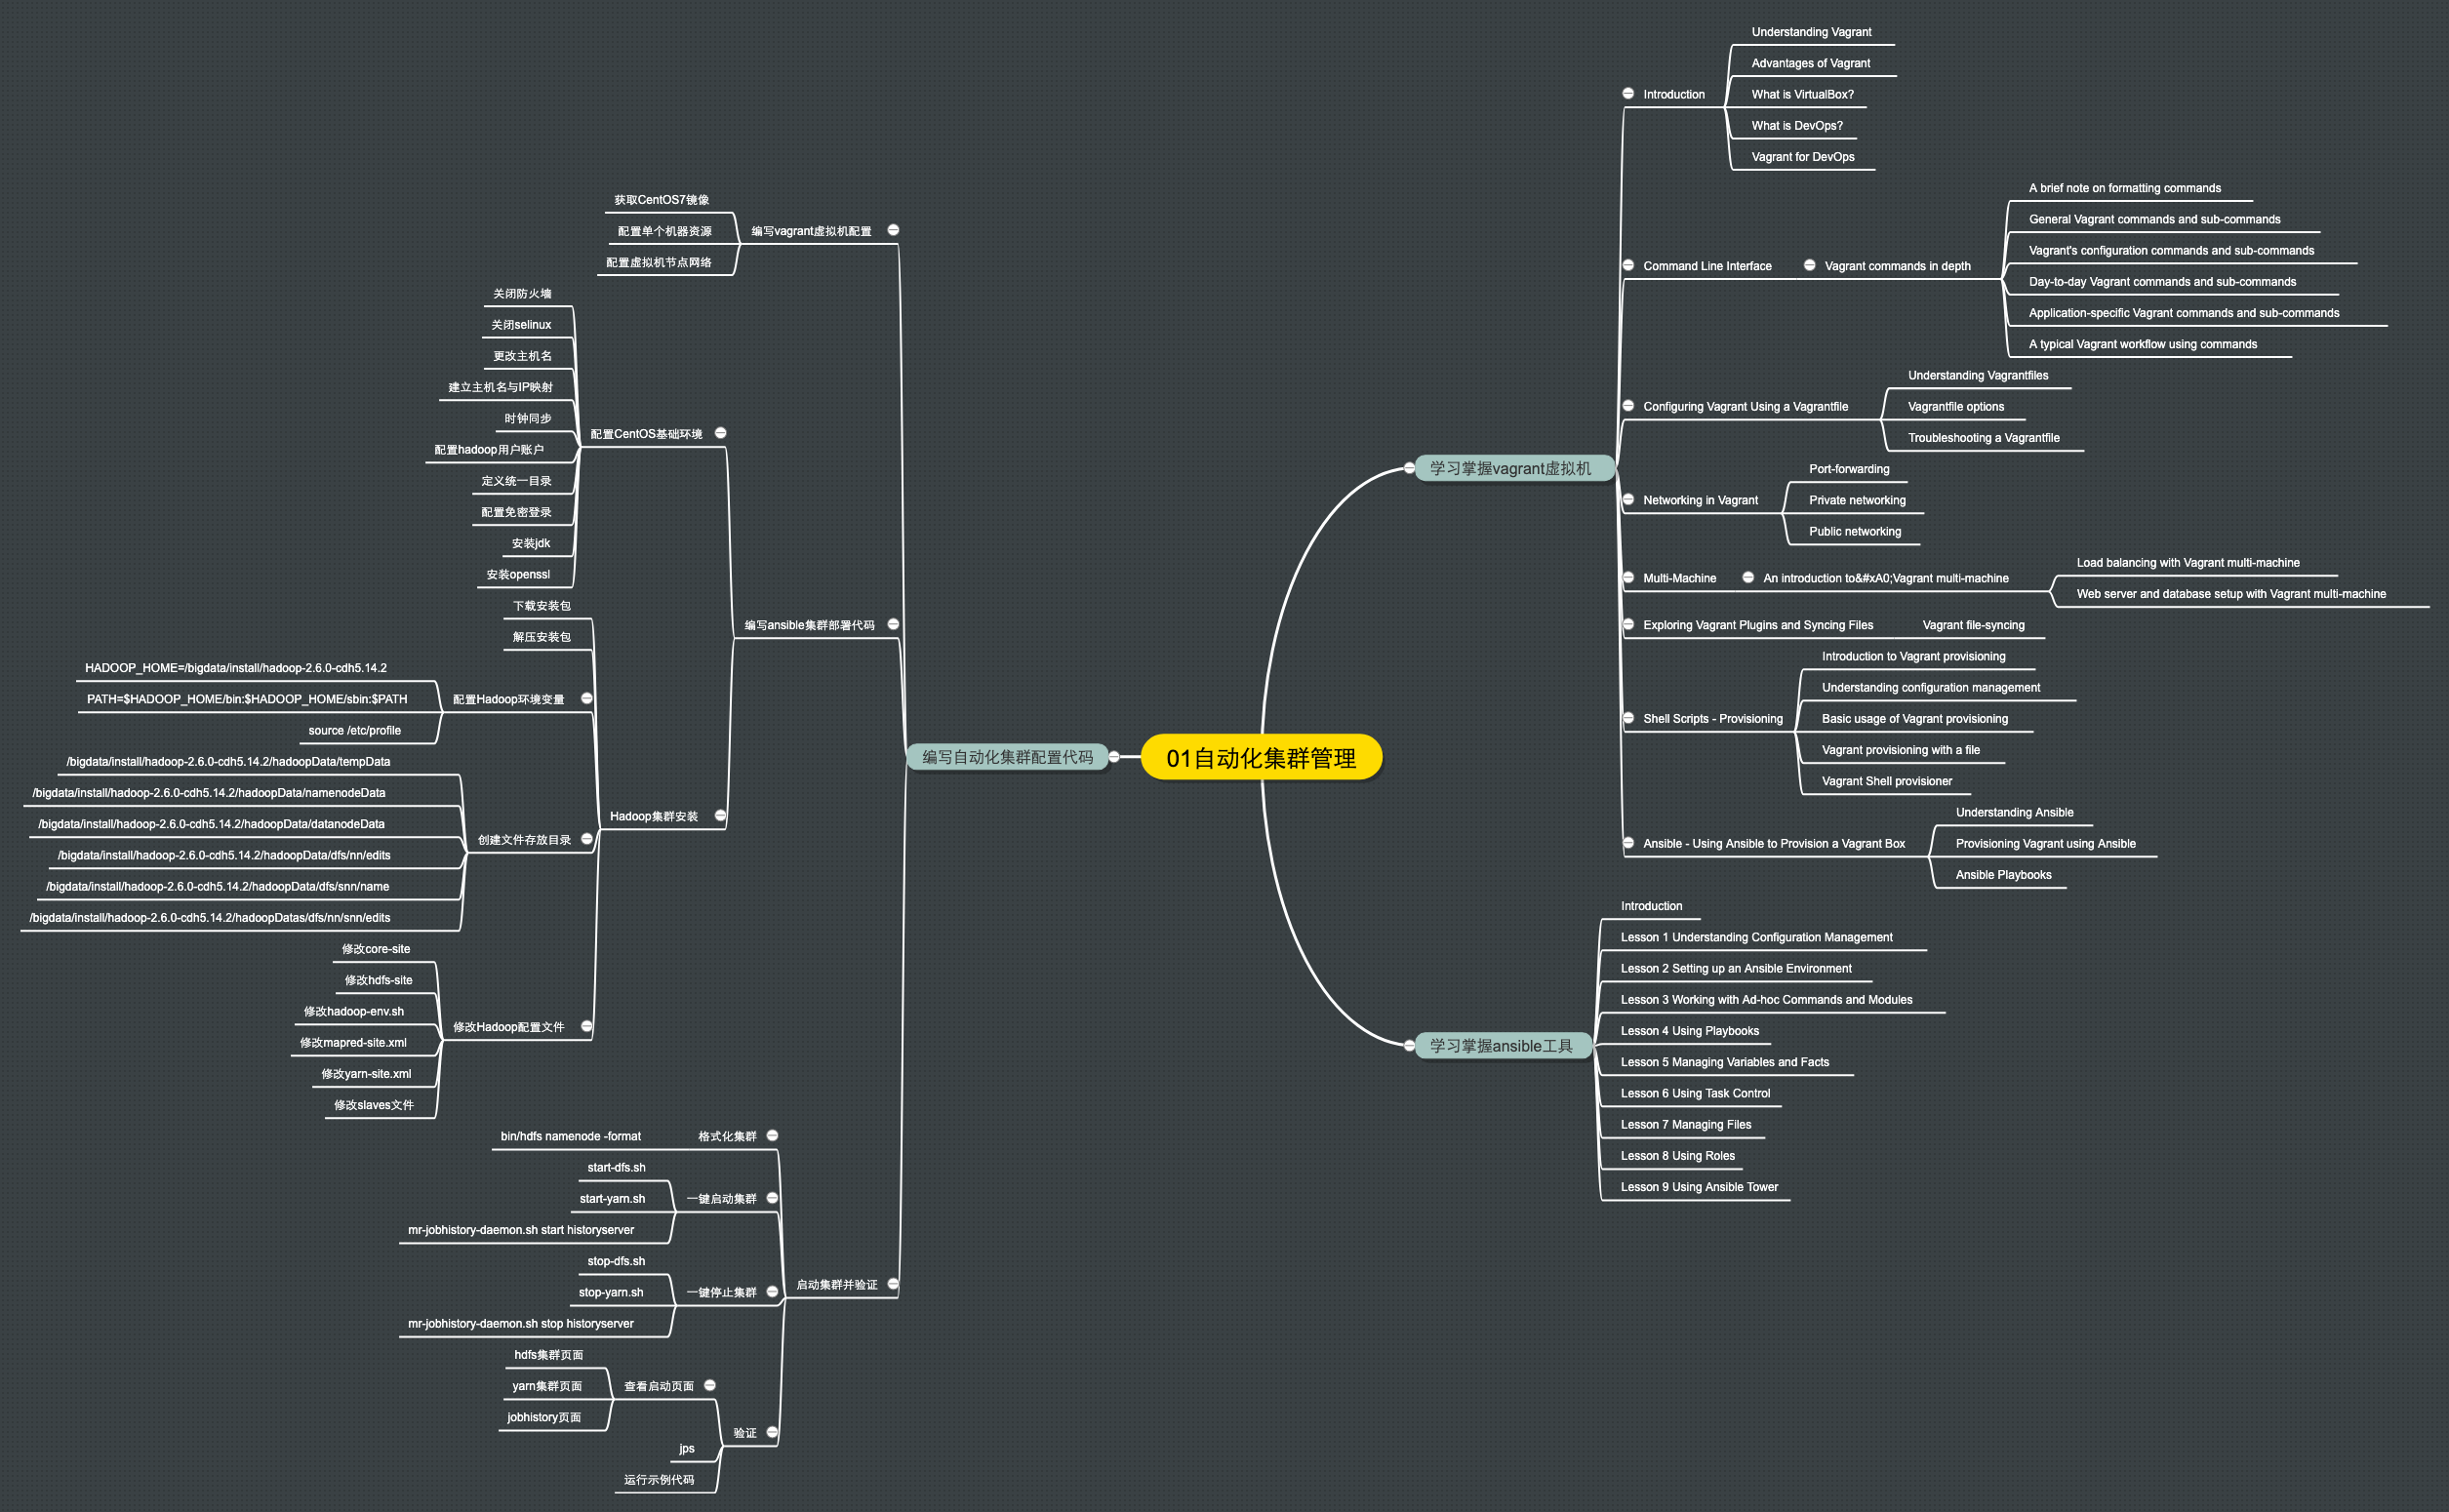 01自动化集群管理
学习掌握vagrant虚拟机
Introduction
Understanding Vagrant
Advantages of Vagrant
What is VirtualBox?
What is DevOps?
Vagrant for DevOps
Command Line Interface
Vagrant commands in depth
A brief note on formatting commands
General Vagrant commands and sub-commands
Vagrant's configuration commands and sub-commands
Day-to-day Vagrant commands and sub-commands
Application-specific Vagrant commands and sub-commands
A typical Vagrant workflow using commands
Configuring Vagrant Using a Vagrantfile
Understanding Vagrantfiles
Vagrantfile options
Troubleshooting a Vagrantfile
Networking in Vagrant
Port-forwarding
Private networking
Public networking
Multi-Machine
An introduction to&#xA0;Vagrant multi-machine
Load balancing with Vagrant multi-machine
Web server and database setup with Vagrant multi-machine
Exploring Vagrant Plugins and Syncing Files
Vagrant file-syncing
Shell Scripts - Provisioning
Introduction to Vagrant provisioning
Understanding configuration management
Basic usage of Vagrant provisioning
Vagrant provisioning with a file
Vagrant Shell provisioner
Ansible - Using Ansible to Provision a Vagrant Box
Understanding Ansible
Provisioning Vagrant using Ansible
Ansible Playbooks
学习掌握ansible工具
Introduction
Lesson 1 Understanding Configuration Management
Lesson 2 Setting up an Ansible Environment
Lesson 3 Working with Ad-hoc Commands and Modules
Lesson 4 Using Playbooks
Lesson 5 Managing Variables and Facts
Lesson 6 Using Task Control
Lesson 7 Managing Files
Lesson 8 Using Roles
Lesson 9 Using Ansible Tower
编写自动化集群配置代码
编写vagrant虚拟机配置
获取CentOS7镜像
配置单个机器资源
配置虚拟机节点网络
编写ansible集群部署代码
配置CentOS基础环境
关闭防火墙
关闭selinux
更改主机名
建立主机名与IP映射
时钟同步
配置hadoop用户账户
定义统一目录
配置免密登录
安装jdk
安装openssl
Hadoop集群安装
下载安装包
解压安装包
配置Hadoop环境变量
HADOOP_HOME=/bigdata/install/hadoop-2.6.0-cdh5.14.2
PATH=$HADOOP_HOME/bin:$HADOOP_HOME/sbin:$PATH
source /etc/profile
创建文件存放目录
/bigdata/install/hadoop-2.6.0-cdh5.14.2/hadoopData/tempData
/bigdata/install/hadoop-2.6.0-cdh5.14.2/hadoopData/namenodeData
/bigdata/install/hadoop-2.6.0-cdh5.14.2/hadoopData/datanodeData
/bigdata/install/hadoop-2.6.0-cdh5.14.2/hadoopData/dfs/nn/edits
/bigdata/install/hadoop-2.6.0-cdh5.14.2/hadoopData/dfs/snn/name
/bigdata/install/hadoop-2.6.0-cdh5.14.2/hadoopDatas/dfs/nn/snn/edits
修改Hadoop配置文件
修改core-site
修改hdfs-site
修改hadoop-env.sh
修改mapred-site.xml
修改yarn-site.xml
修改slaves文件
启动集群并验证
格式化集群
bin/hdfs namenode -format
一键启动集群
start-dfs.sh
start-yarn.sh
mr-jobhistory-daemon.sh start historyserver
一键停止集群
stop-dfs.sh
stop-yarn.sh
mr-jobhistory-daemon.sh stop historyserver
验证
查看启动页面
hdfs集群页面
yarn集群页面
jobhistory页面
jps
运行示例代码